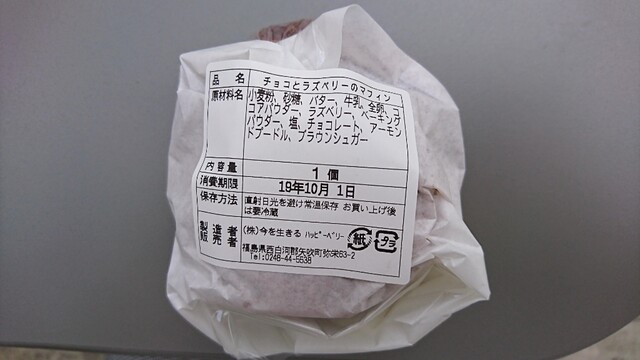 品名 チョコとラズベリーのマフィン
原材料名 小麦粉、砂糖、バター、牛乳、全卵、コ
コアパウダー、ラズベリー、ベーキング
パウダー、塩、チョコレート、アーモン
ドプードル、ブラウンシュガー
内容量 1個
消費期限 19年10月 1日
保存方法 直射日光を避け常温保存 お買い上げ後
は要冷蔵
製造者 (株)今を生きる ハッピーベリー 紙 プラ
販売者
福島県西白河郡矢吹町弥栄63-2
Tel:0248-44-5638